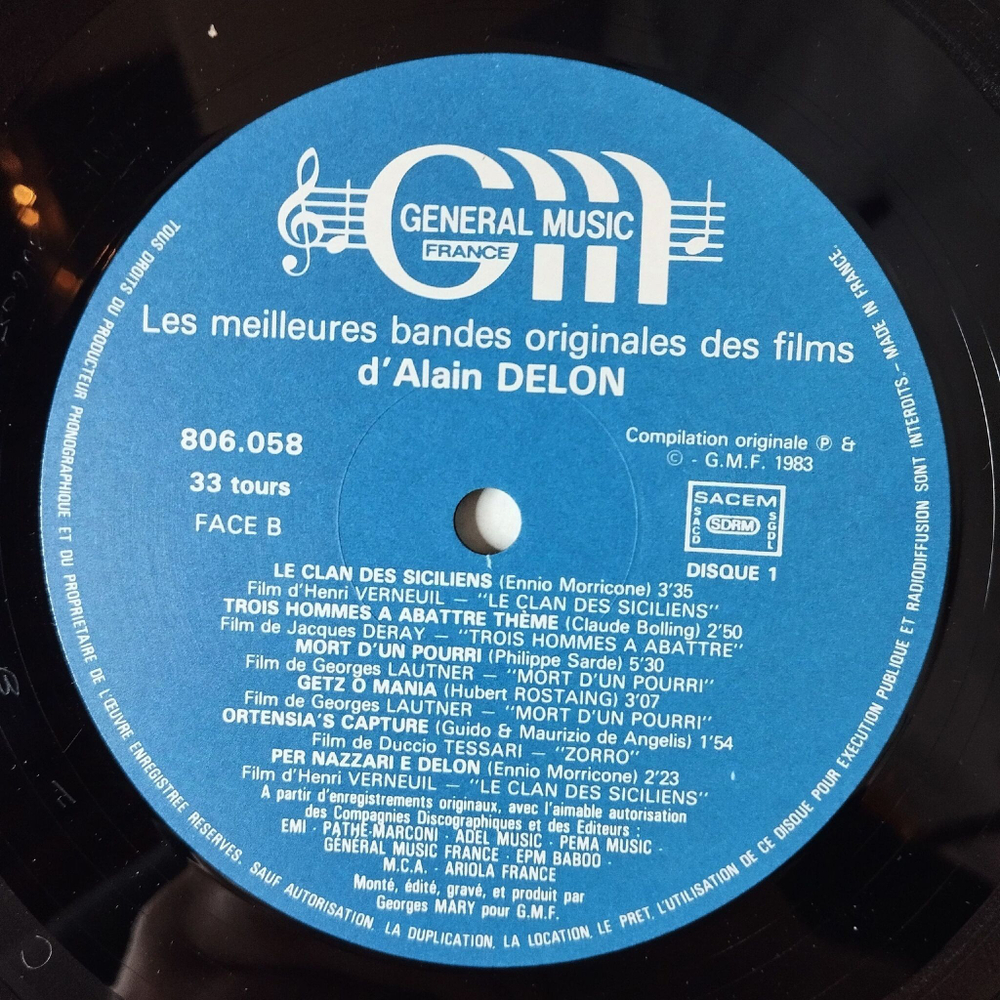 GENERAL MUSIC
FRANCE
Les meilleures bandes originales des films
d'Alain DELON
806.058
33 tours
FACE B
Compilation originale Ⓟ &
© - G.M.F. 1983
SACEM
SACD
SDRM
SGDL
DISQUE 1
LE CLAN DES SICILIENS (Ennio Morricone) 3'35
Film d'Henri VERNEUIL — "LE CLAN DES SICILIENS"
TROIS HOMMES A ABATTRE THÈME (Claude Bolling) 2'50
Film de Jacques DERAY — "TROIS HOMMES A ABATTRE"
MORT D'UN POURRI (Philippe Sarde) 5'30
Film de Georges LAUTNER — "MORT D'UN POURRI"
GETZ O MANIA (Hubert ROSTAING) 3'07
Film de Georges LAUTNER — "MORT D'UN POURRI"
ORTENSIA'S CAPTURE (Guido & Maurizio de Angelis) 1'54
Film de Duccio TESSARI — "ZORRO"
PER NAZZARI E DELON (Ennio Morricone) 2'23
Film d'Henri VERNEUIL — "LE CLAN DES SICILIENS"
A partir d'enregistrements originaux, avec l'aimable autorisation
des Compagnies Discographiques et des Editeurs :
EMI · PATHÉ-MARCONI · ADEL MUSIC · PEMA MUSIC ·
GÉNÉRAL MUSIC FRANCE · EPM BABOO ·
M.C.A. · ARIOLA FRANCE
Monté, édité, gravé, et produit par
Georges MARY pour G.M.F.
TOUS DROITS DU PRODUCTEUR PHONOGRAPHIQUE ET DU PROPRIETAIRE DE L'ŒUVRE ENREGISTREE RESERVES, SAUF AUTORISATION, LA DUPLICATION, LA LOCATION, LE PRET, L'UTILISATION DE CE DISQUE POUR EXECUTION PUBLIQUE ET RADIODIFFUSION SONT INTERDITS. – MADE IN FRANCE.